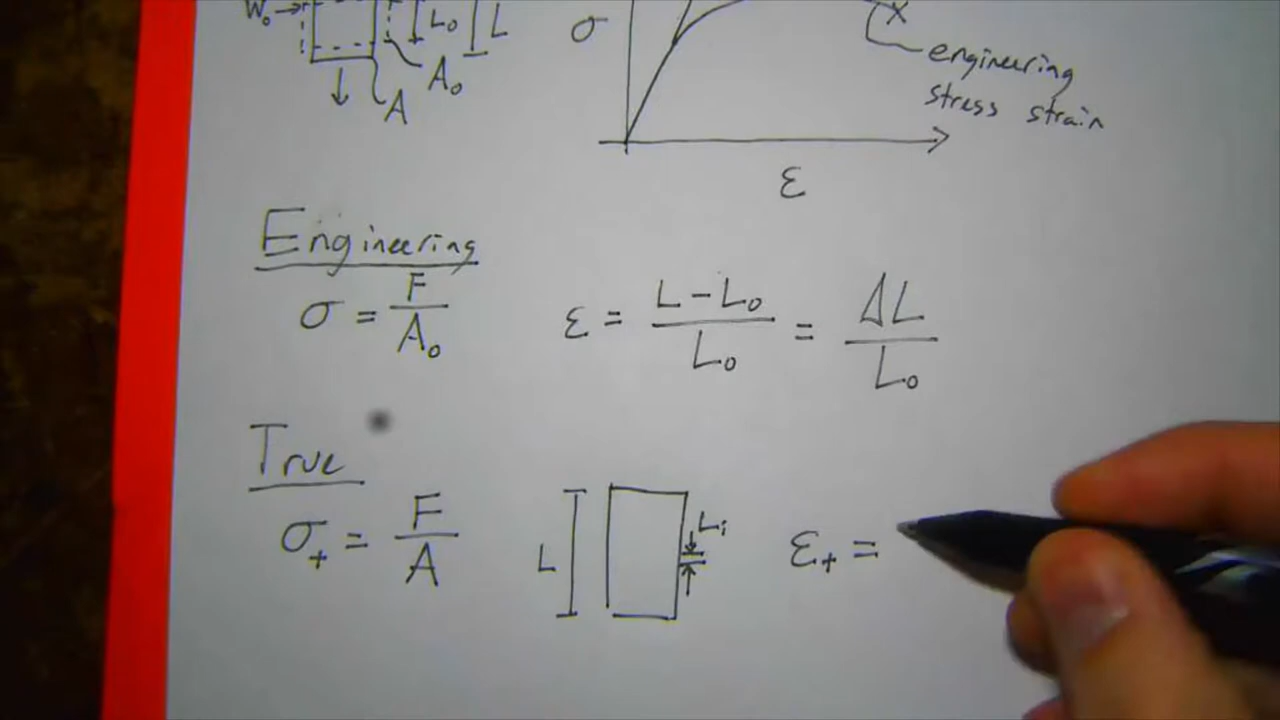 W₀ L₀ L
A₀
A
σ
x
engineering
stress strain
ε
Engineering
σ = F/A₀
ε = L - L₀/L₀ = ΔL/L₀
True
σₜ = F/A
L
Lᵢ
εₜ =